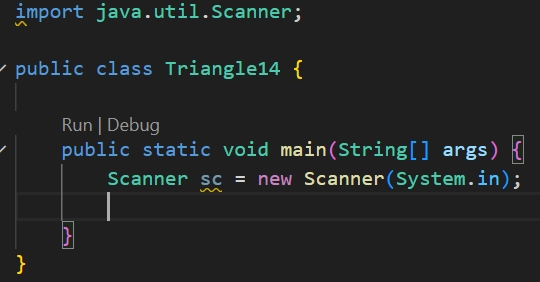 import java.util.Scanner;
public class Triangle14 {
Run | Debug
public static void main(String[] args) {
Scanner sc = new Scanner(System.in);
}
}